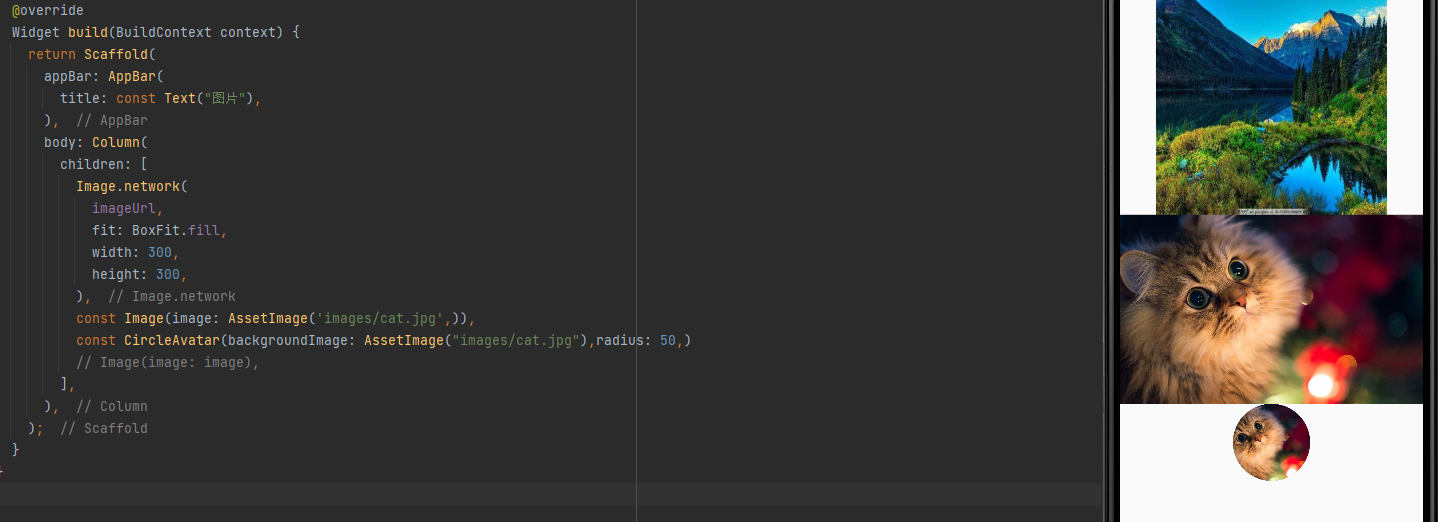 @override
Widget build(BuildContext context) {
return Scaffold(
appBar: AppBar(
title: const Text("图片"),
), // AppBar
body: Column(
children: [
Image.network(
imageUrl,
fit: BoxFit.fill,
width: 300,
height: 300,
), // Image.network
const Image(image: AssetImage('images/cat.jpg',)),
const CircleAvatar(backgroundImage: AssetImage("images/cat.jpg"),radius: 50,)
// Image(image: image),
],
), // Column
); // Scaffold
}